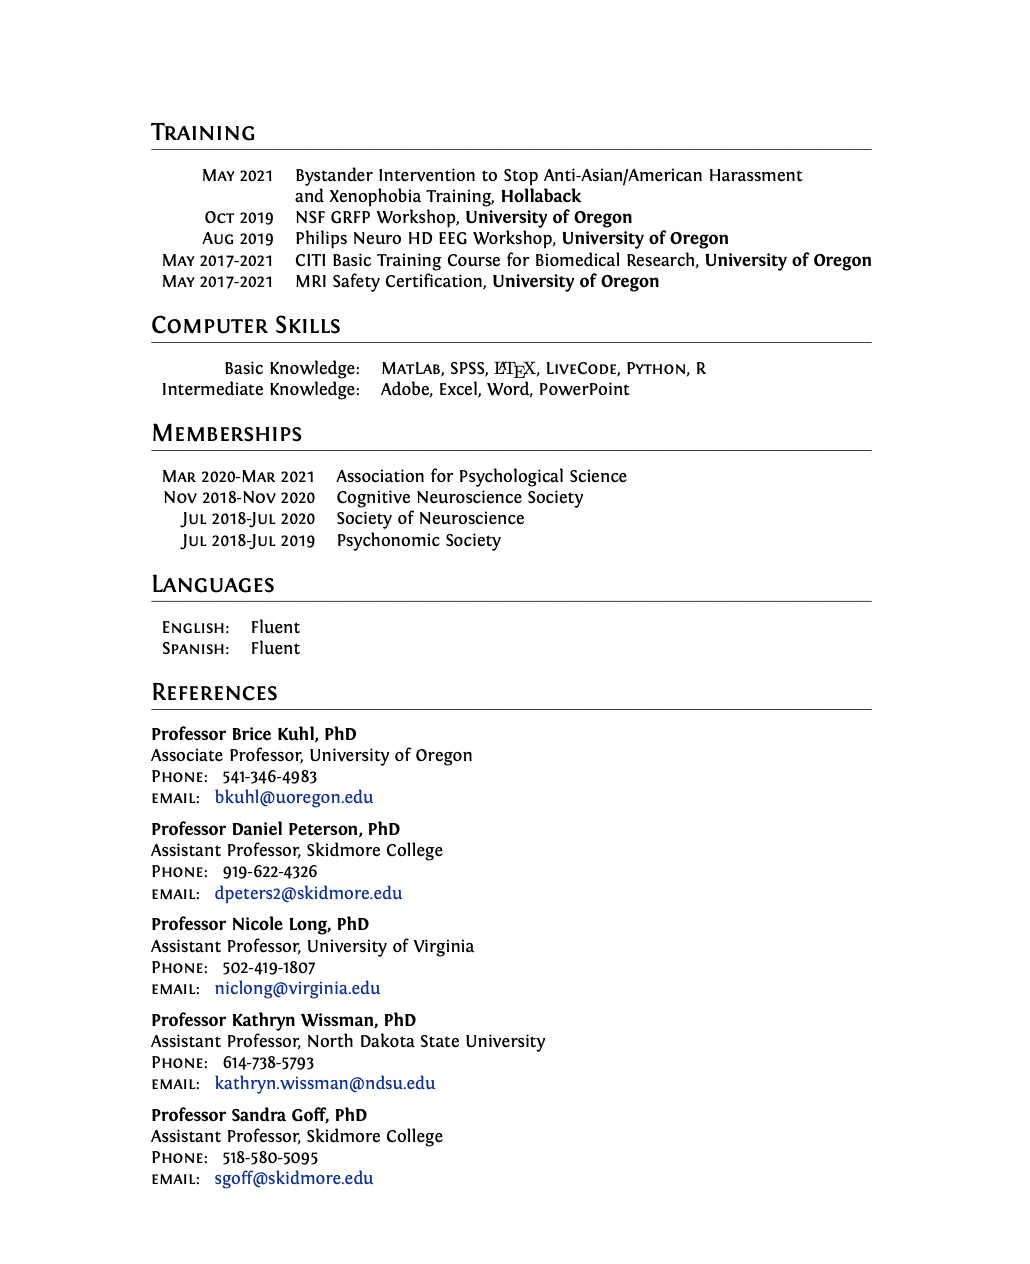 Training
May 2021 Bystander Intervention to Stop Anti-Asian/American Harassment
and Xenophobia Training, Hollaback
Oct 2019 NSF GRFP Workshop, University of Oregon
Aug 2019 Philips Neuro HD EEG Workshop, University of Oregon
May 2017-2021 CITI Basic Training Course for Biomedical Research, University of Oregon
May 2017-2021 MRI Safety Certification, University of Oregon
Computer Skills
Basic Knowledge: MatLab, SPSS, LATEX, LiveCode, Python, R
Intermediate Knowledge: Adobe, Excel, Word, PowerPoint
Memberships
Mar 2020-Mar 2021 Association for Psychological Science
Nov 2018-Nov 2020 Cognitive Neuroscience Society
Jul 2018-Jul 2020 Society of Neuroscience
Jul 2018-Jul 2019 Psychonomic Society
Languages
English: Fluent
Spanish: Fluent
References
Professor Brice Kuhl, PhD
Associate Professor, University of Oregon
Phone: 541-346-4983
email: bkuhl@uoregon.edu
Professor Daniel Peterson, PhD
Assistant Professor, Skidmore College
Phone: 919-622-4326
email: dpeters2@skidmore.edu
Professor Nicole Long, PhD
Assistant Professor, University of Virginia
Phone: 502-419-1807
email: niclong@virginia.edu
Professor Kathryn Wissman, PhD
Assistant Professor, North Dakota State University
Phone: 614-738-5793
email: kathryn.wissman@ndsu.edu
Professor Sandra Goff, PhD
Assistant Professor, Skidmore College
Phone: 518-580-5095
email: sgoff@skidmore.edu